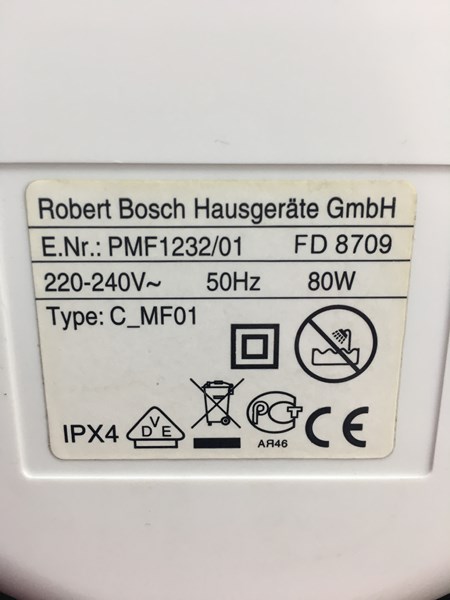 Robert Bosch Hausgeräte GmbH
E.Nr.: PMF1232/01 FD 8709
220-240V~ 50Hz 80W
Type: C_MF01
IPX4 VDE PCT CE
АЯ46